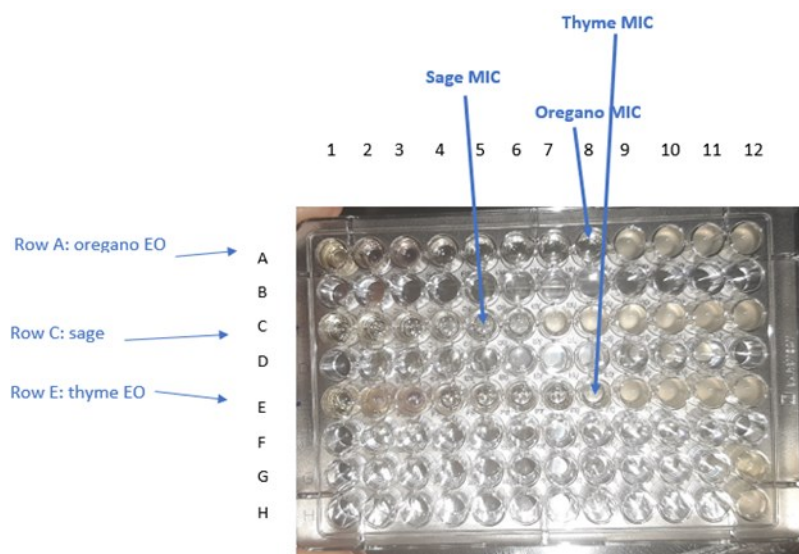 Thyme MIC
Sage MIC
Oregano MIC
1 2 3 4 5 6 7 8 9 10 11 12
Row A: oregano EO
A
B
Row C: sage
C
D
Row E: thyme EO
E
F
G
H